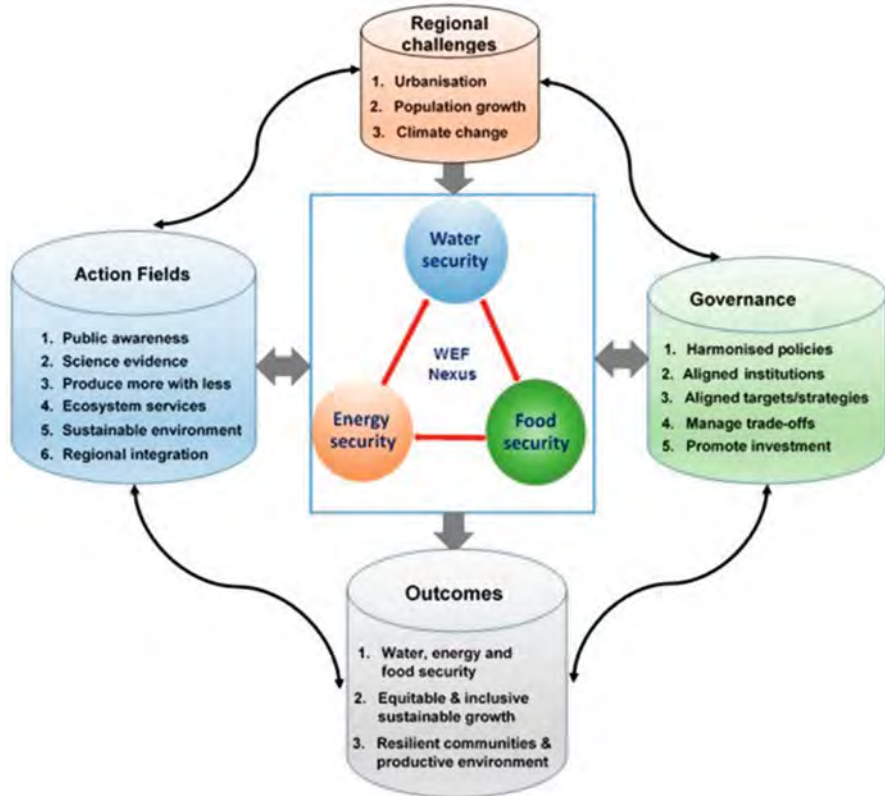 Regional
challenges
1. Urbanisation
2. Population growth
3. Climate change
Action Fields
1. Public awareness
2. Science evidence
3. Produce more with less
4. Ecosystem services
5. Sustainable environment
6. Regional integration
Water
security
WEF
Nexus
Energy
security
Food
security
Governance
1. Harmonised policies
2. Aligned institutions
3. Aligned targets/strategies
4. Manage trade-offs
5. Promote investment
Outcomes
1. Water, energy and
food security
2. Equitable & inclusive
sustainable growth
3. Resilient communities &
productive environment